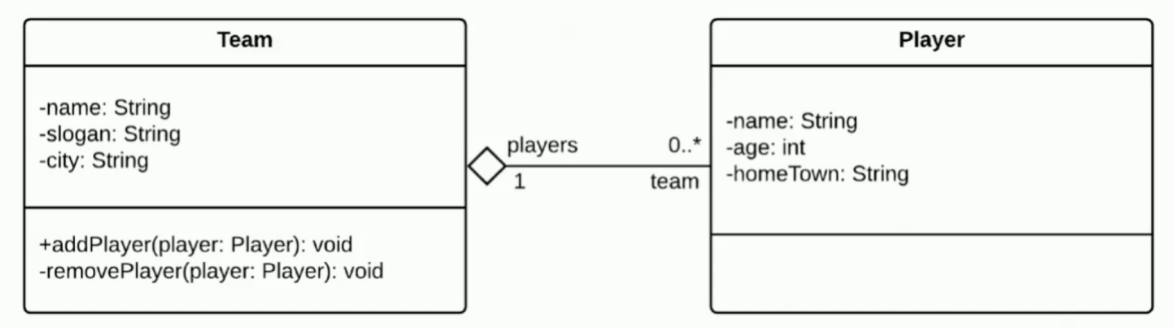 Team
-name: String
-slogan: String
-city: String
+addPlayer(player: Player): void
-removePlayer(player: Player): void
players
0..*
1
team
Player
-name: String
-age: int
-homeTown: String